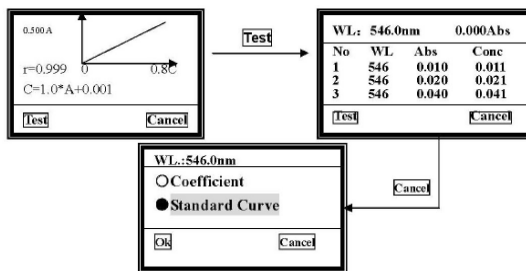 0.500A
r=0.999 0 0.8C
C=1.0*A+0.001
Test Cancel
Test
WL: 546.0nm 0.000Abs
No WL Abs Conc
1 546 0.010 0.011
2 546 0.020 0.021
3 546 0.040 0.041
Test Cancel
Cancel
WL.:546.0nm
Coefficient
Standard Curve
Ok Cancel